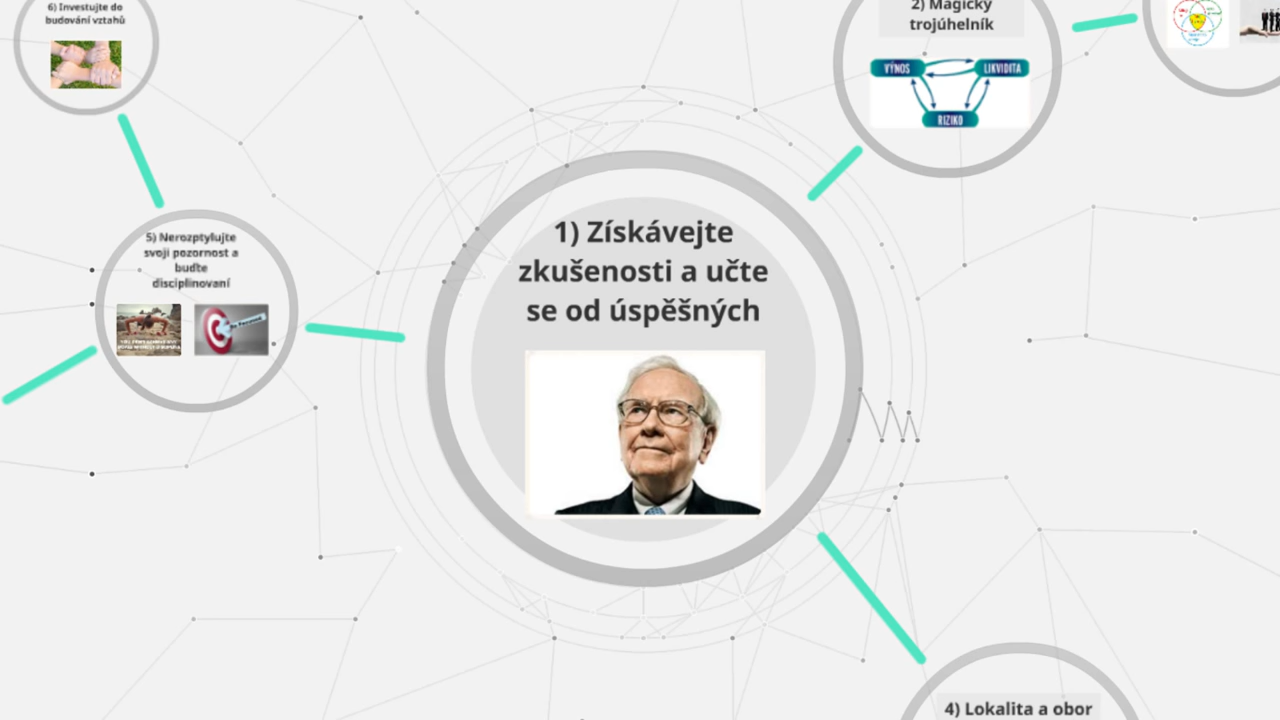 6) Investujte do
budování vztahů
2) Magický
trojúhelník
VÝNOS
LIKVIDITA
RIZIKO
1) Získávejte
zkušenosti a učte
se od úspěšných
5) Nerozptylujte
svoji pozornost a
buďte
disciplinovaní
4) Lokalita a obor